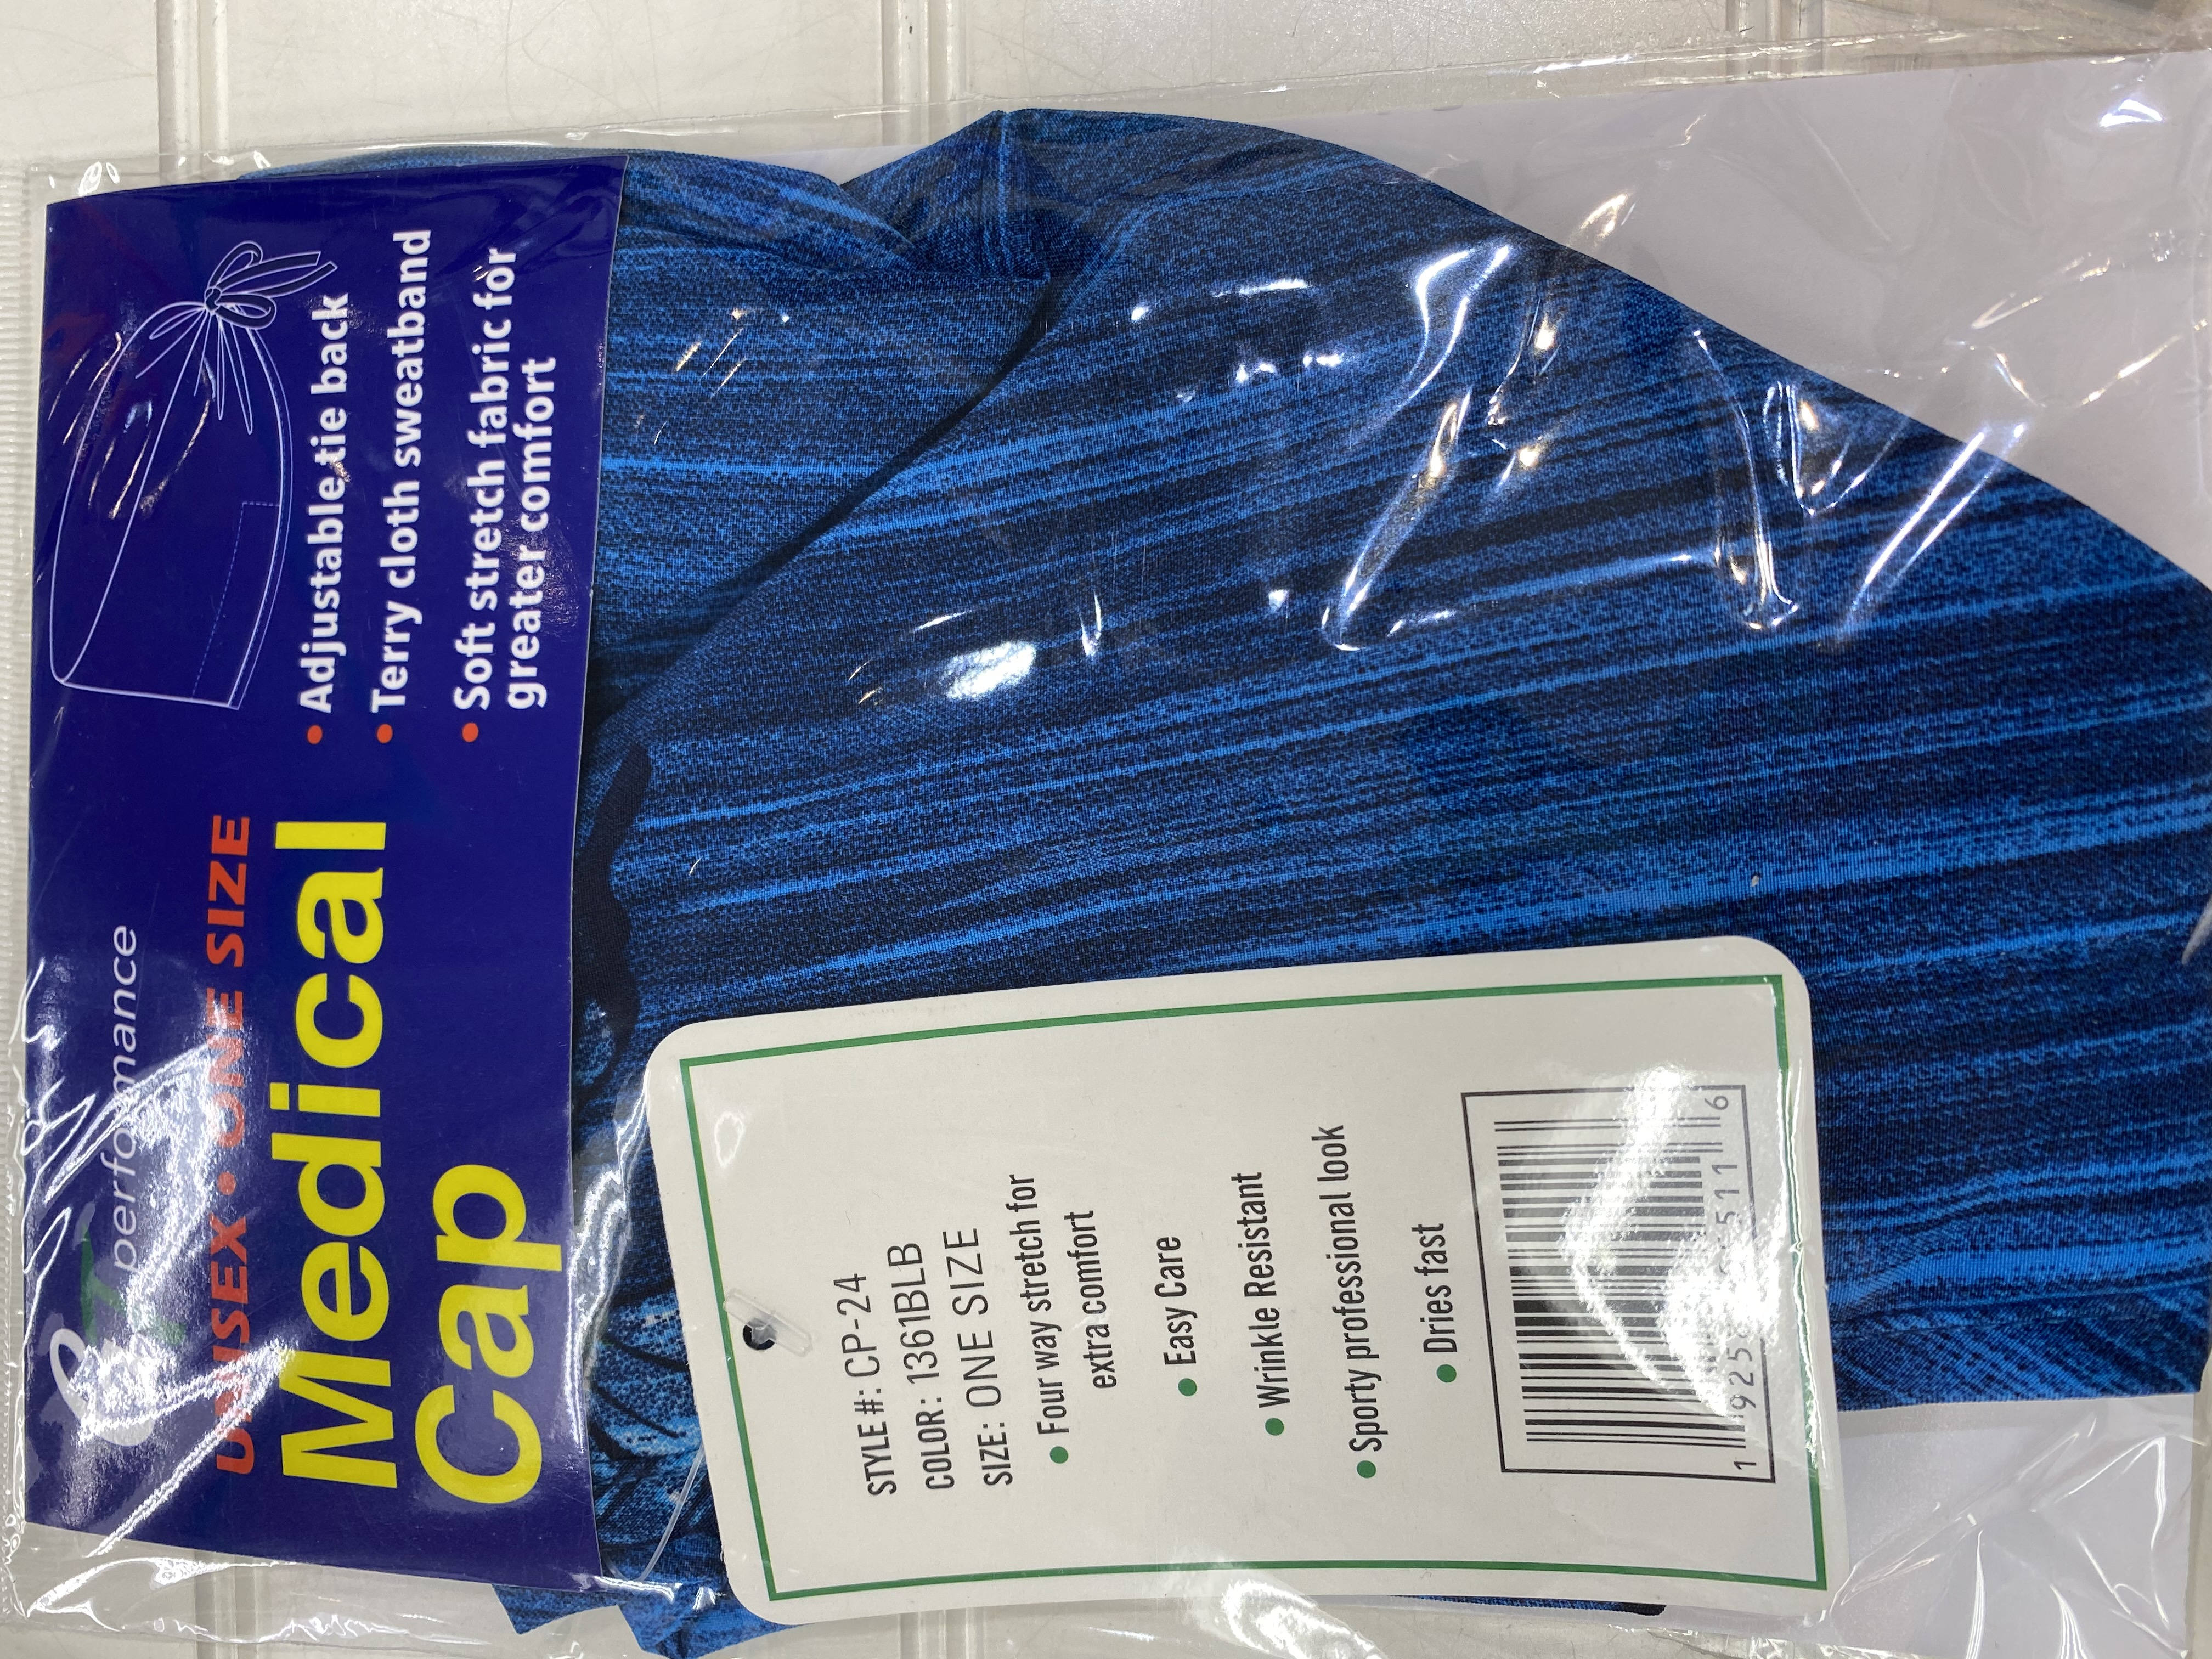 performance
UNISEX • ONE SIZE
Medical
Cap
• Adjustable tie back
• Terry cloth sweatband
• Soft stretch fabric for
greater comfort
STYLE #: CP-24
COLOR: 1361BLB
SIZE: ONE SIZE
• Four way stretch for
extra comfort
• Easy Care
• Wrinkle Resistant
• Sporty professional look
• Dries fast